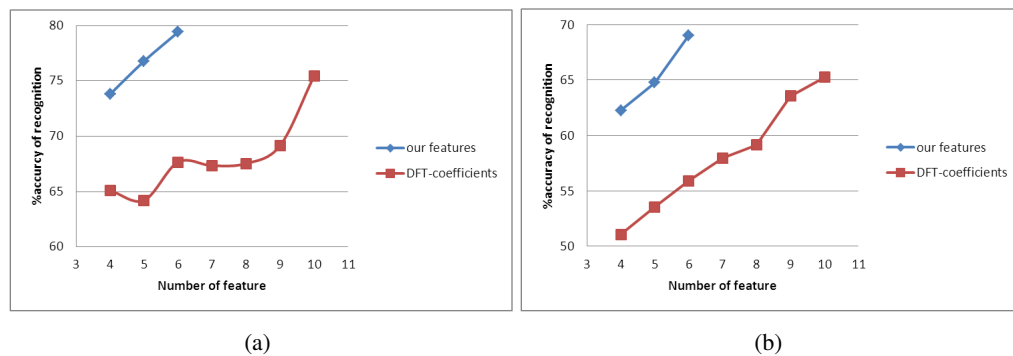 80
75
70
65
60
%accurcy of recognition
3 4 5 6 7 8 9 10 11
Number of feature
our features
DFT-coefficients
(a)
70
65
60
55
50
%accuracy of recognition
3 4 5 6 7 8 9 10 11
Number of feature
our features
DFT-coefficients
(b)